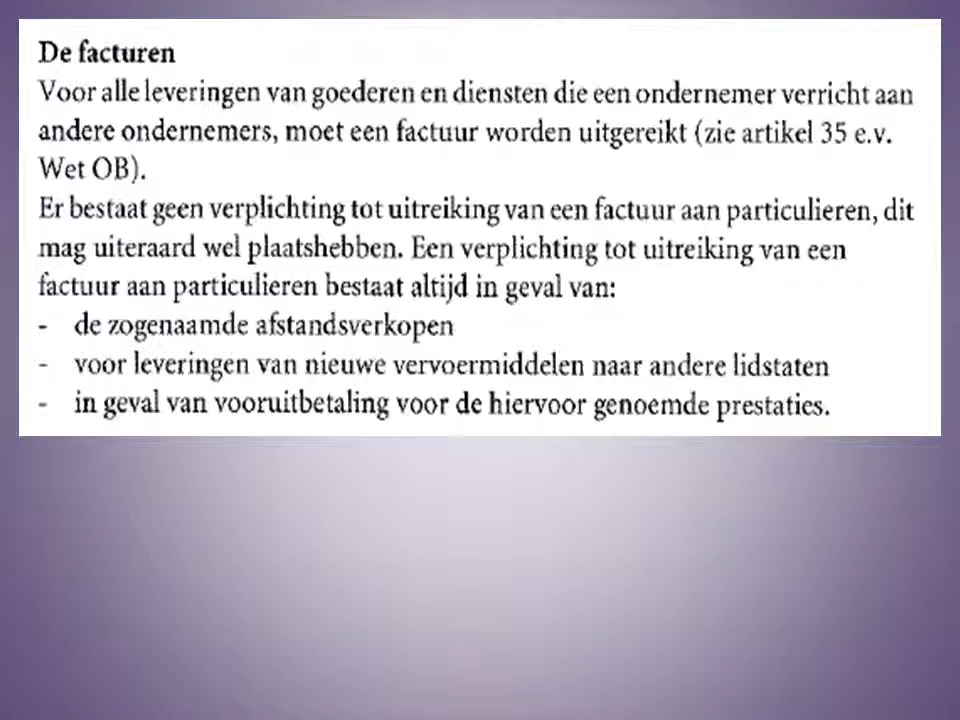 De facturen
Voor alle leveringen van goederen en diensten die een ondernemer verricht aan
andere ondernemers, moet een factuur worden uitgereikt (zie artikel 35 e.v.
Wet OB).
Er bestaat geen verplichting tot uitreiking van een factuur aan particulieren, dit
mag uiteraard wel plaatshebben. Een verplichting tot uitreiking van een
factuur aan particulieren bestaat altijd in geval van:
- de zogenaamde afstandsverkopen
- voor leveringen van nieuwe vervoermiddelen naar andere lidstaten
- in geval van vooruitbetaling voor de hiervoor genoemde prestaties.